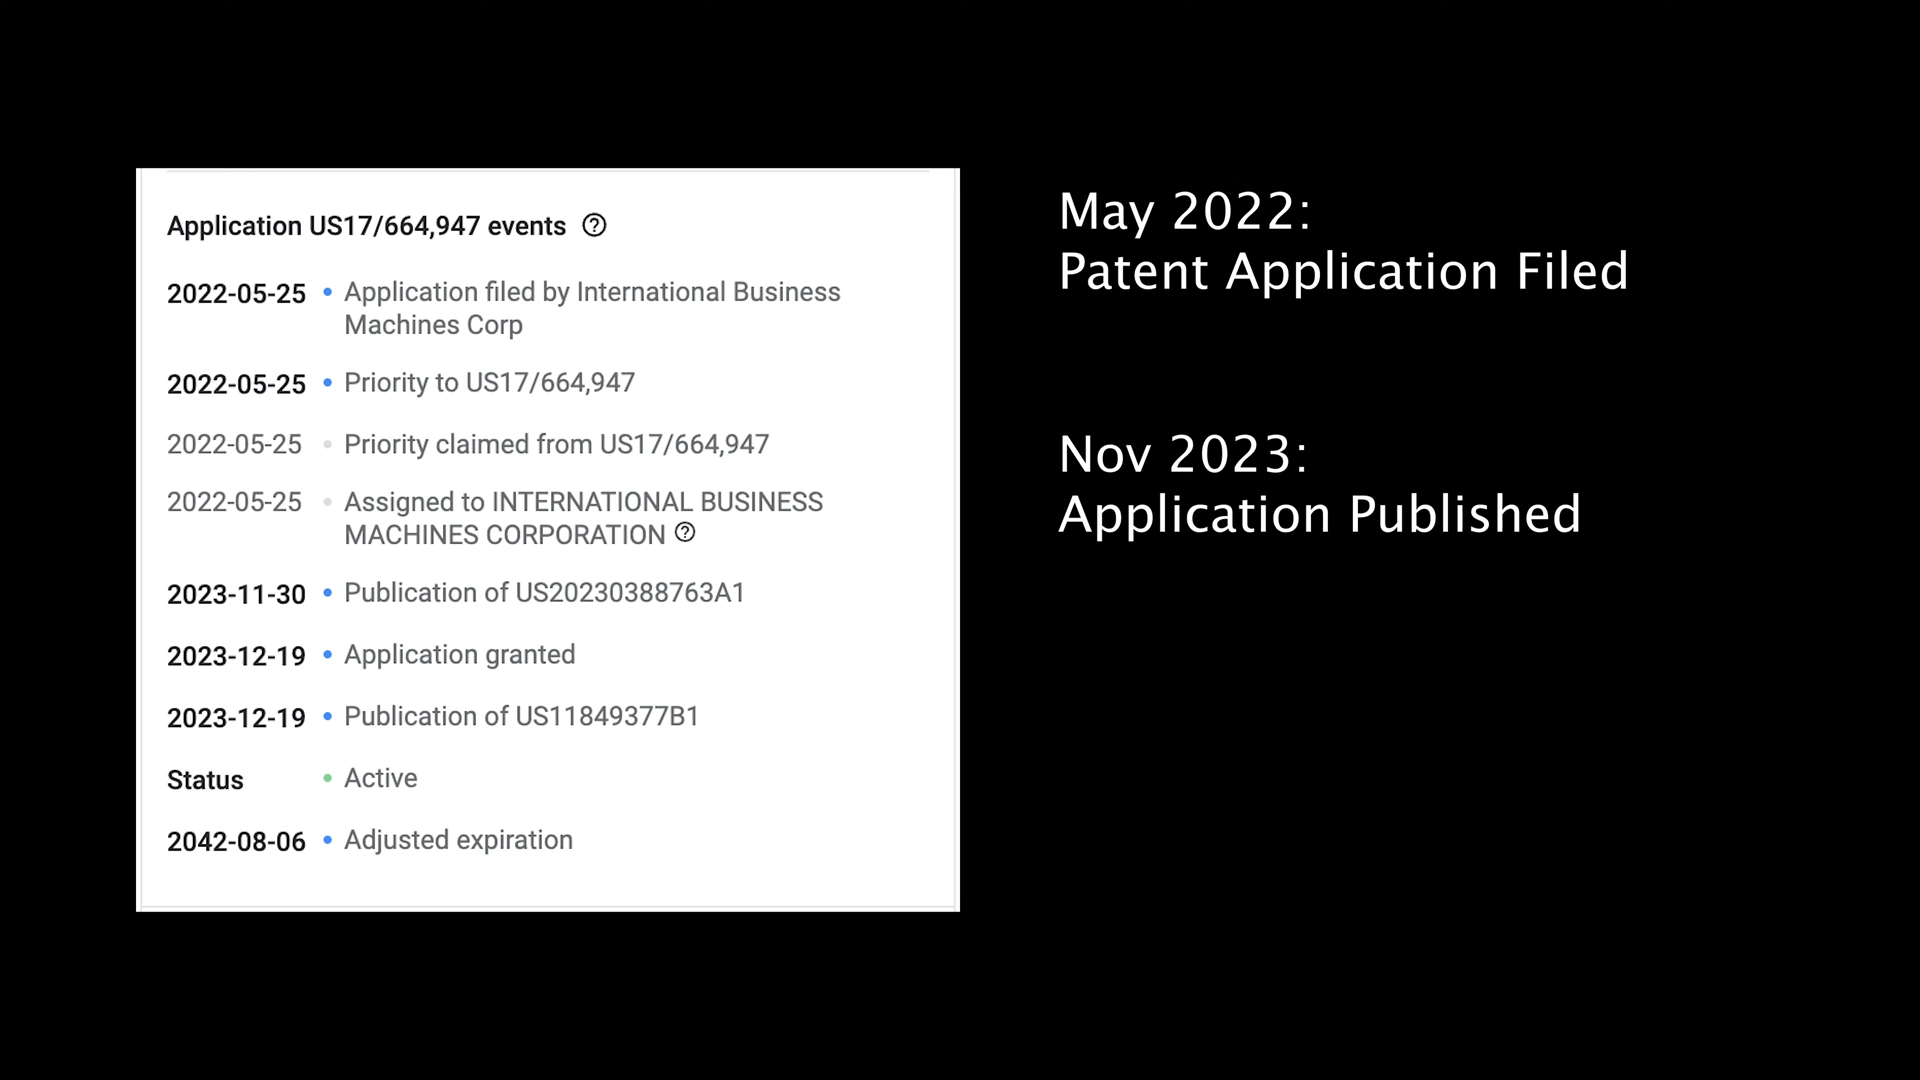 Application US17/664,947 events
2022-05-25 • Application filed by International Business
Machines Corp
2022-05-25 • Priority to US17/664,947
2022-05-25 • Priority claimed from US17/664,947
2022-05-25 • Assigned to INTERNATIONAL BUSINESS
MACHINES CORPORATION
2023-11-30 • Publication of US20230388763A1
2023-12-19 • Application granted
2023-12-19 • Publication of US11849377B1
Status • Active
2042-08-06 • Adjusted expiration
May 2022:
Patent Application Filed
Nov 2023:
Application Published